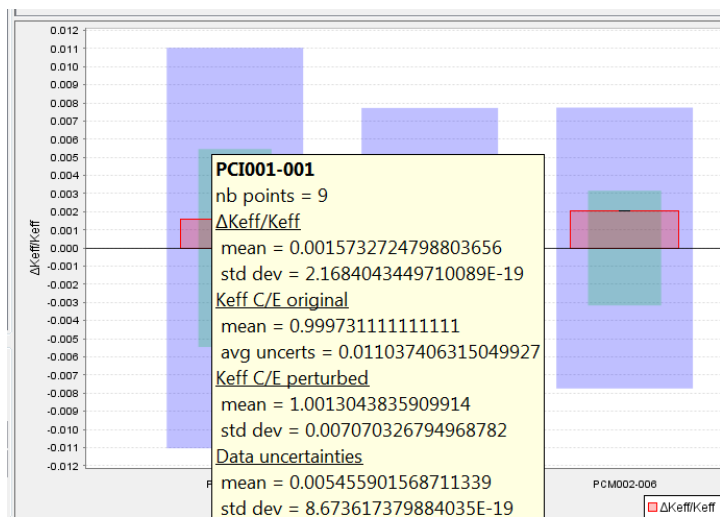 0.012
0.011
0.010
0.009
0.008
0.007
0.006
0.005
0.004
0.003
0.002
0.001
0.000
-0.001
-0.002
-0.003
-0.004
-0.005
-0.006
-0.007
-0.008
-0.009
-0.010
-0.011
-0.012
ΔKeff/Keff
PCI001-001
nb points = 9
ΔKeff/Keff
mean = 0.0015732724798803656
std dev = 2.1684043449710089E-19
Keff C/E original
mean = 0.999731111111111
avg uncerts = 0.011037406315049927
Keff C/E perturbed
mean = 1.0013043835909914
std dev = 0.007070326794968782
Data uncertainties
mean = 0.005455901568711339
std dev = 8.673617379884035E-19
PCM002-006
ΔKeff/Keff